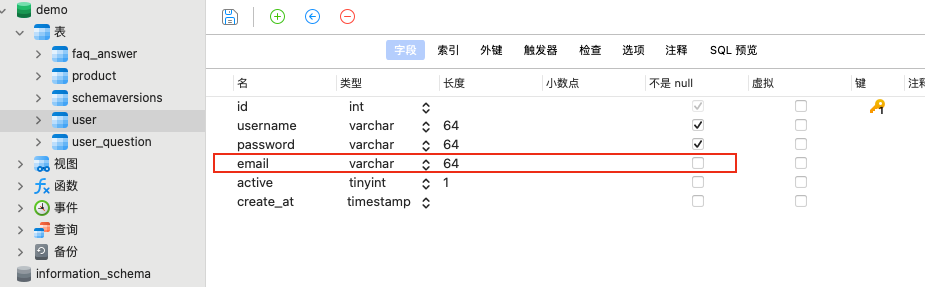 demo
表
faq_answer
product
schemaversions
user
user_question
视图
函数
事件
查询
备份
information_schema
字段 索引 外键 触发器 检查 选项 注释 SQL 预览
名 类型 长度 小数点 不是 null 虚拟 键 注释
id int 1
username varchar 64
password varchar 64
email varchar 64
active tinyint 1
create_at timestamp